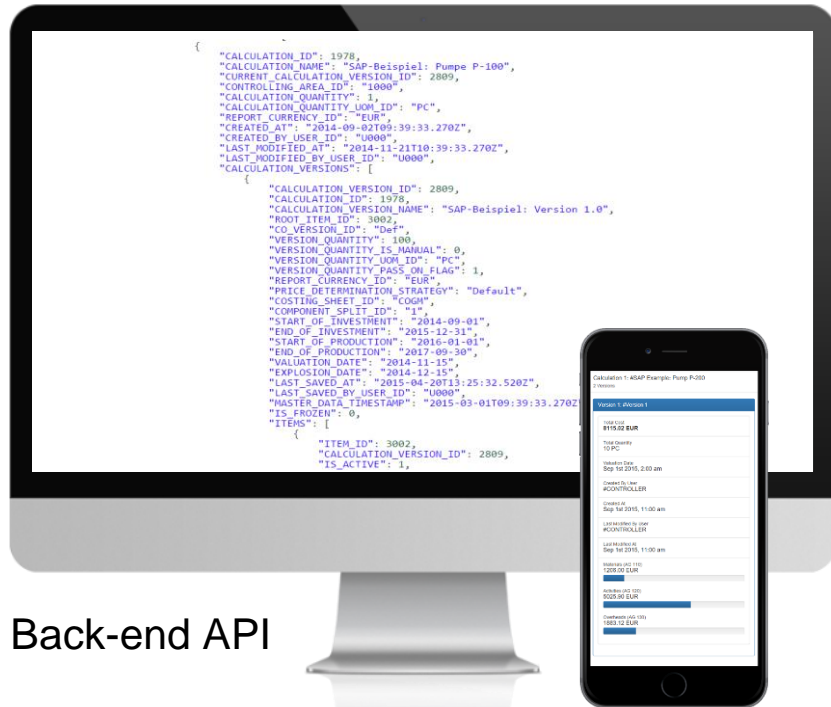 {
"CALCULATION_ID": 1978,
"CALCULATION_NAME": "SAP-Beispiel: Pumpe P-100",
"CURRENT_CALCULATION_VERSION_ID": 2809,
"CONTROLLING_AREA_ID": "1000",
"CALCULATION_QUANTITY": 1,
"CALCULATION_QUANTITY_UOM_ID": "PC",
"REPORT_CURRENCY_ID": "EUR",
"CREATED_AT": "2014-09-02T09:39:33.270Z",
"CREATED_BY_USER_ID": "U000",
"LAST_MODIFIED_AT": "2014-11-21T10:39:33.270Z",
"LAST_MODIFIED_BY_USER_ID": "U000",
"CALCULATION_VERSIONS": [
{
"CALCULATION_VERSION_ID": 2809,
"CALCULATION_ID": 1978,
"CALCULATION_VERSION_NAME": "SAP-Beispiel: Version 1.0",
"ROOT_ITEM_ID": 3002,
"CO_VERSION_ID": "Def",
"VERSION_QUANTITY": 100,
"VERSION_QUANTITY_IS_MANUAL": 0,
"VERSION_QUANTITY_UOM_ID": "PC",
"VERSION_QUANTITY_PASS_ON_FLAG": 1,
"REPORT_CURRENCY_ID": "EUR",
"PRICE_DETERMINATION_STRATEGY": "Default",
"COSTING_SHEET_ID": "COGM",
"COMPONENT_SPLIT_ID": "1",
"START_OF_INVESTMENT": "2014-09-01",
"END_OF_INVESTMENT": "2015-12-31",
"START_OF_PRODUCTION": "2016-01-01",
"END_OF_PRODUCTION": "2017-09-30",
"VALUATION_DATE": "2014-11-15",
"EXPLOSION_DATE": "2014-12-15",
"LAST_SAVED_AT": "2015-04-20T13:25:32.520Z",
"LAST_SAVED_BY_USER_ID": "U000",
"MASTER_DATA_TIMESTAMP": "2015-03-01T09:39:33.270Z"
"IS_FROZEN": 0,
"ITEMS": [
{
"ITEM_ID": 3002,
"CALCULATION_VERSION_ID": 2809,
"IS_ACTIVE": 1,
Calculation 1: #SAP Example: Pump P-200
2 Versions
Version 1: #Version 1
Total Cost
8115.02 EUR
Total Quantity
10 PC
Valuation Date
Sep 1st 2015, 2:00 am
Created By User
#CONTROLLER
Created At
Sep 1st 2015, 11:00 am
Last Modified By User
#CONTROLLER
Last Modified At
Sep 1st 2015, 11:00 am
Materials (AG 110)
1206.00 EUR
Activities (AG 120)
5025.90 EUR
Overheads (AG 130)
1883.12 EUR
Back-end API